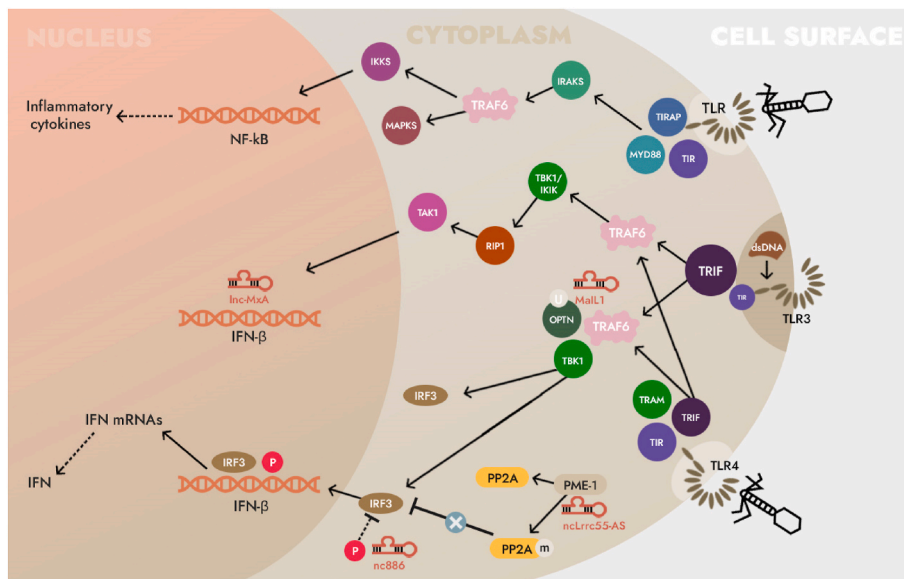 NUCLEUS
CYTOPLASM
CELL SURFACE
IKKS
IRAKS
TRAF6
MAPKS
TIRAP
TLR
MYD88
TIR
Inflammatory
cytokines
NF-kB
TBK1/
IKIK
TAK1
RIP1
TRAF6
TRIF
dsDNA
TIR
TLR3
lnc-MxA
IFN-β
U
MalL1
OPTN
TRAF6
TBK1
IRF3
TRAM
TRIF
TIR
TLR4
IFN mRNAs
IRF3
P
IFN
IFN-β
PP2A
PME-1
IRF3
ncLrrc55-AS
P
nc886
PP2A
m